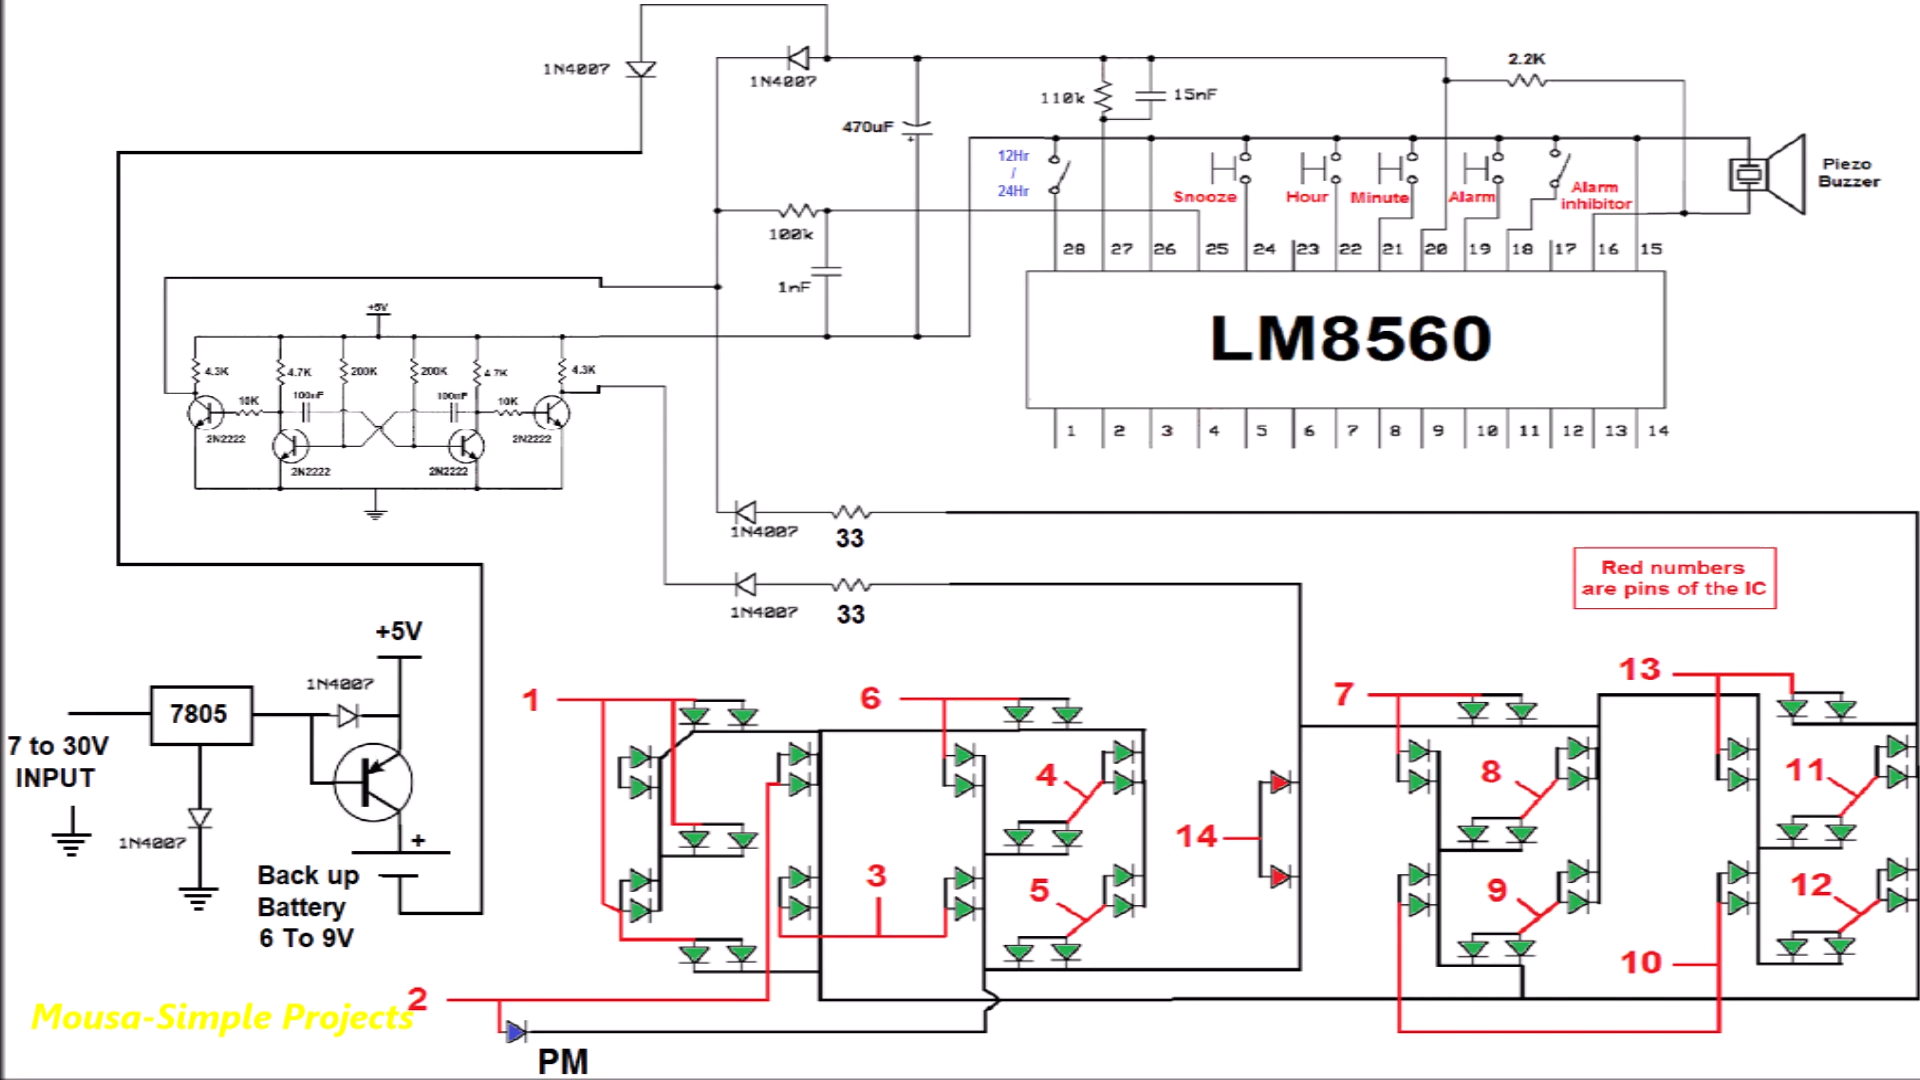 1N4007
1N4007
2.2K
110k
15nF
470uF
12Hr
/
24Hr
Snooze
Hour
Minute
Alarm
Alarm
inhibitor
Piezo
Buzzer
100k
1nF
28 27 26 25 24 23 22 21 20 19 18 17 16 15
LM8560
1 2 3 4 5 6 7 8 9 10 11 12 13 14
+5V
4.3K
4.7K
200K
200K
4.7K
4.3K
10K
100nF
100nF
10K
2N2222
2N2222
2N2222
2N2222
1N4007
33
1N4007
33
Red numbers
are pins of the IC
+5V
1N4007
7805
7 to 30V
INPUT
1N4007
+
Back up
Battery
6 To 9V
1
6
7
13
4
8
11
14
3
5
9
12
10
2
Mousa-Simple Projects
PM